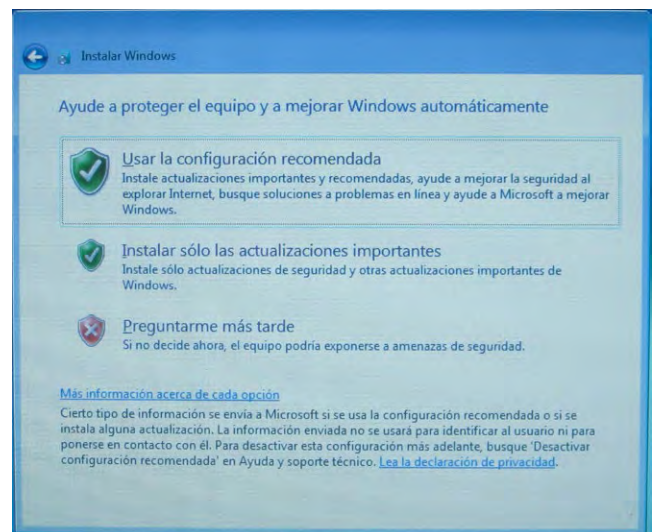 Instalar Windows
Ayude a proteger el equipo y a mejorar Windows automáticamente
Usar la configuración recomendada
Instale actualizaciones importantes y recomendadas, ayude a mejorar la seguridad al
explorar Internet, busque soluciones a problemas en línea y ayude a Microsoft a mejorar
Windows.
Instalar sólo las actualizaciones importantes
Instale sólo actualizaciones de seguridad y otras actualizaciones importantes de
Windows.
Preguntarme más tarde
Si no decide ahora, el equipo podría exponerse a amenazas de seguridad.
Más información acerca de cada opción
Cierto tipo de información se envía a Microsoft si se usa la configuración recomendada o si se
instala alguna actualización. La información enviada no se usará para identificar al usuario ni para
ponerse en contacto con él. Para desactivar esta configuración más adelante, busque 'Desactivar
configuración recomendada' en Ayuda y soporte técnico. Lea la declaración de privacidad.